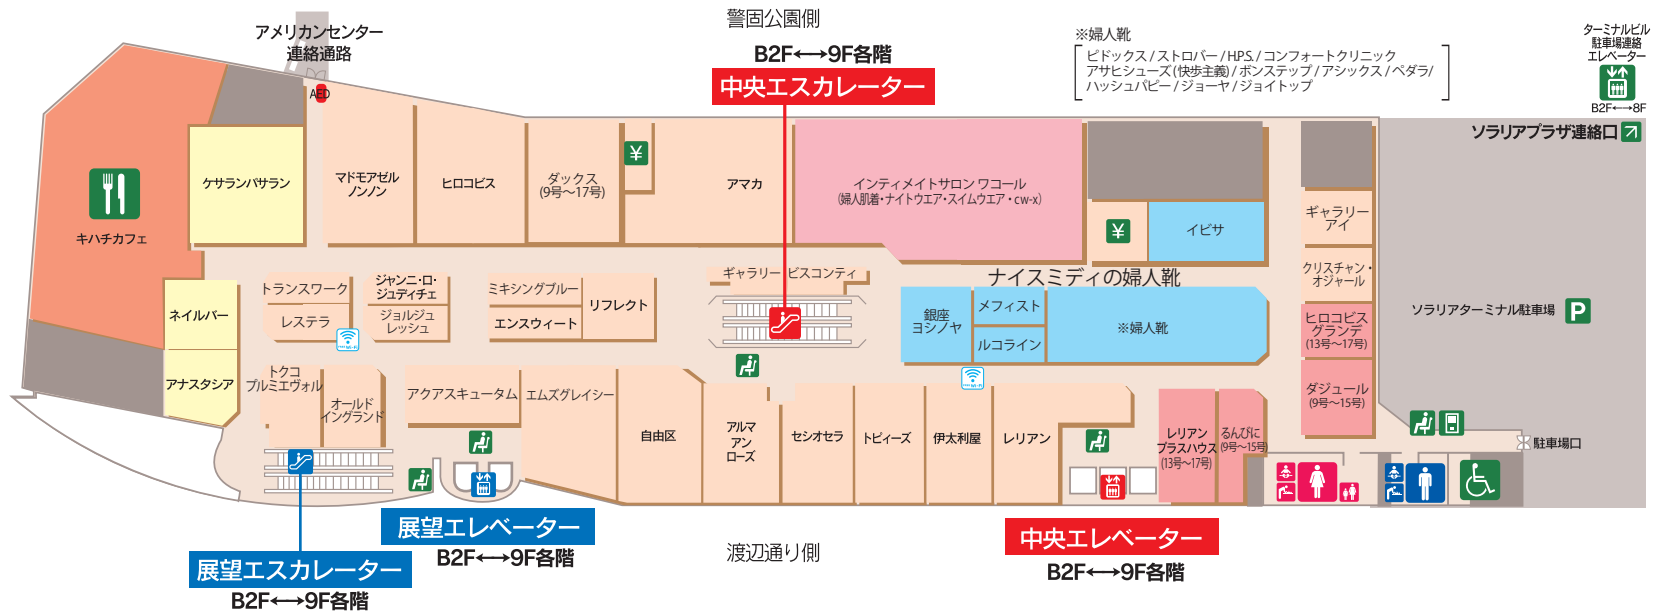 警固公園側
アメリカンセンター
連絡通路
B2F⟷9F各階
中央エスカレーター
※婦人靴
ピドックス / ストロバー / H.P.S. / コンフォートクリニック
アサヒシューズ (快歩主義) / ボンステップ / アシックス / ペダラ/
ハッシュパピー / ジョーヤ / ジョイトップ
ターミナルビル
駐車場連絡
エレベーター
B2F⟷8F
ソラリアプラザ連絡口
AED
キハチカフェ
ケサランパサラン
マドモアゼル
ノンノン
ヒロコビス
ダックス
(9号〜17号)
¥
アマカ
インティメイトサロン ワコール
(婦人肌着・ナイトウエア・スイムウエア・cw-x)
¥
イビサ
ギャラリー
アイ
クリスチャン・
オジャール
ヒロコビス
グランデ
(13号〜17号)
ダジュール
(9号〜15号)
ソラリアターミナル駐車場
P
ネイルバー
アナスタシア
トランスワーク
レステラ
ジャンニ・ロ・
ジュディチェ
ジョルジュ
レッシュ
ミキシングブルー
エンスウィート
リフレクト
ギャラリー ビスコンティ
ナイスミディの婦人靴
銀座
ヨシノヤ
メフィスト
ルコライン
※婦人靴
トクコ
プルミエヴォル
オールド
イングランド
アクアスキュータム
エムズグレイシー
自由区
アルマ
アン
ローズ
セシオセラ
トビィーズ
伊太利屋
レリアン
レリアン
プラスハウス
(13号〜17号)
るんぴに
(9号〜15号)
駐車場口
展望エレベーター
B2F⟷9F各階
展望エスカレーター
B2F⟷9F各階
渡辺通り側
中央エレベーター
B2F⟷9F各階